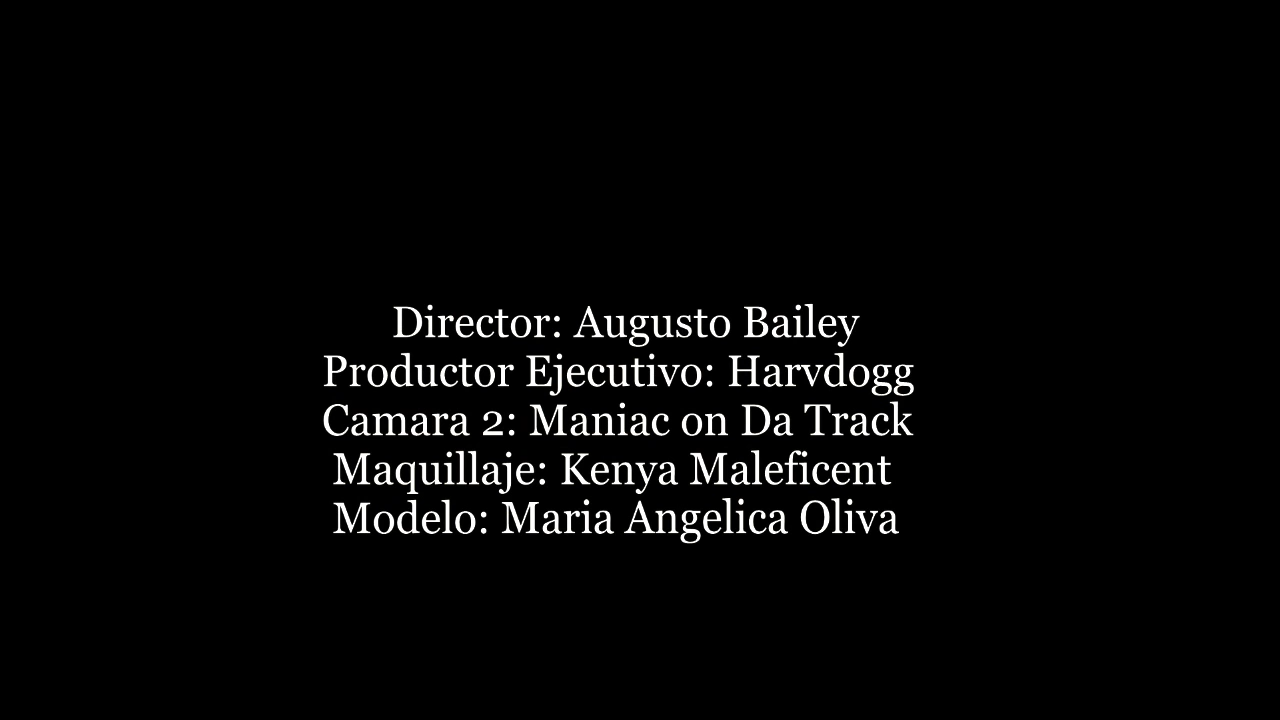 Director: Augusto Bailey
Productor Ejecutivo: Harvdogg
Camara 2: Maniac on Da Track
Maquillaje: Kenya Maleficent
Modelo: Maria Angelica Oliva